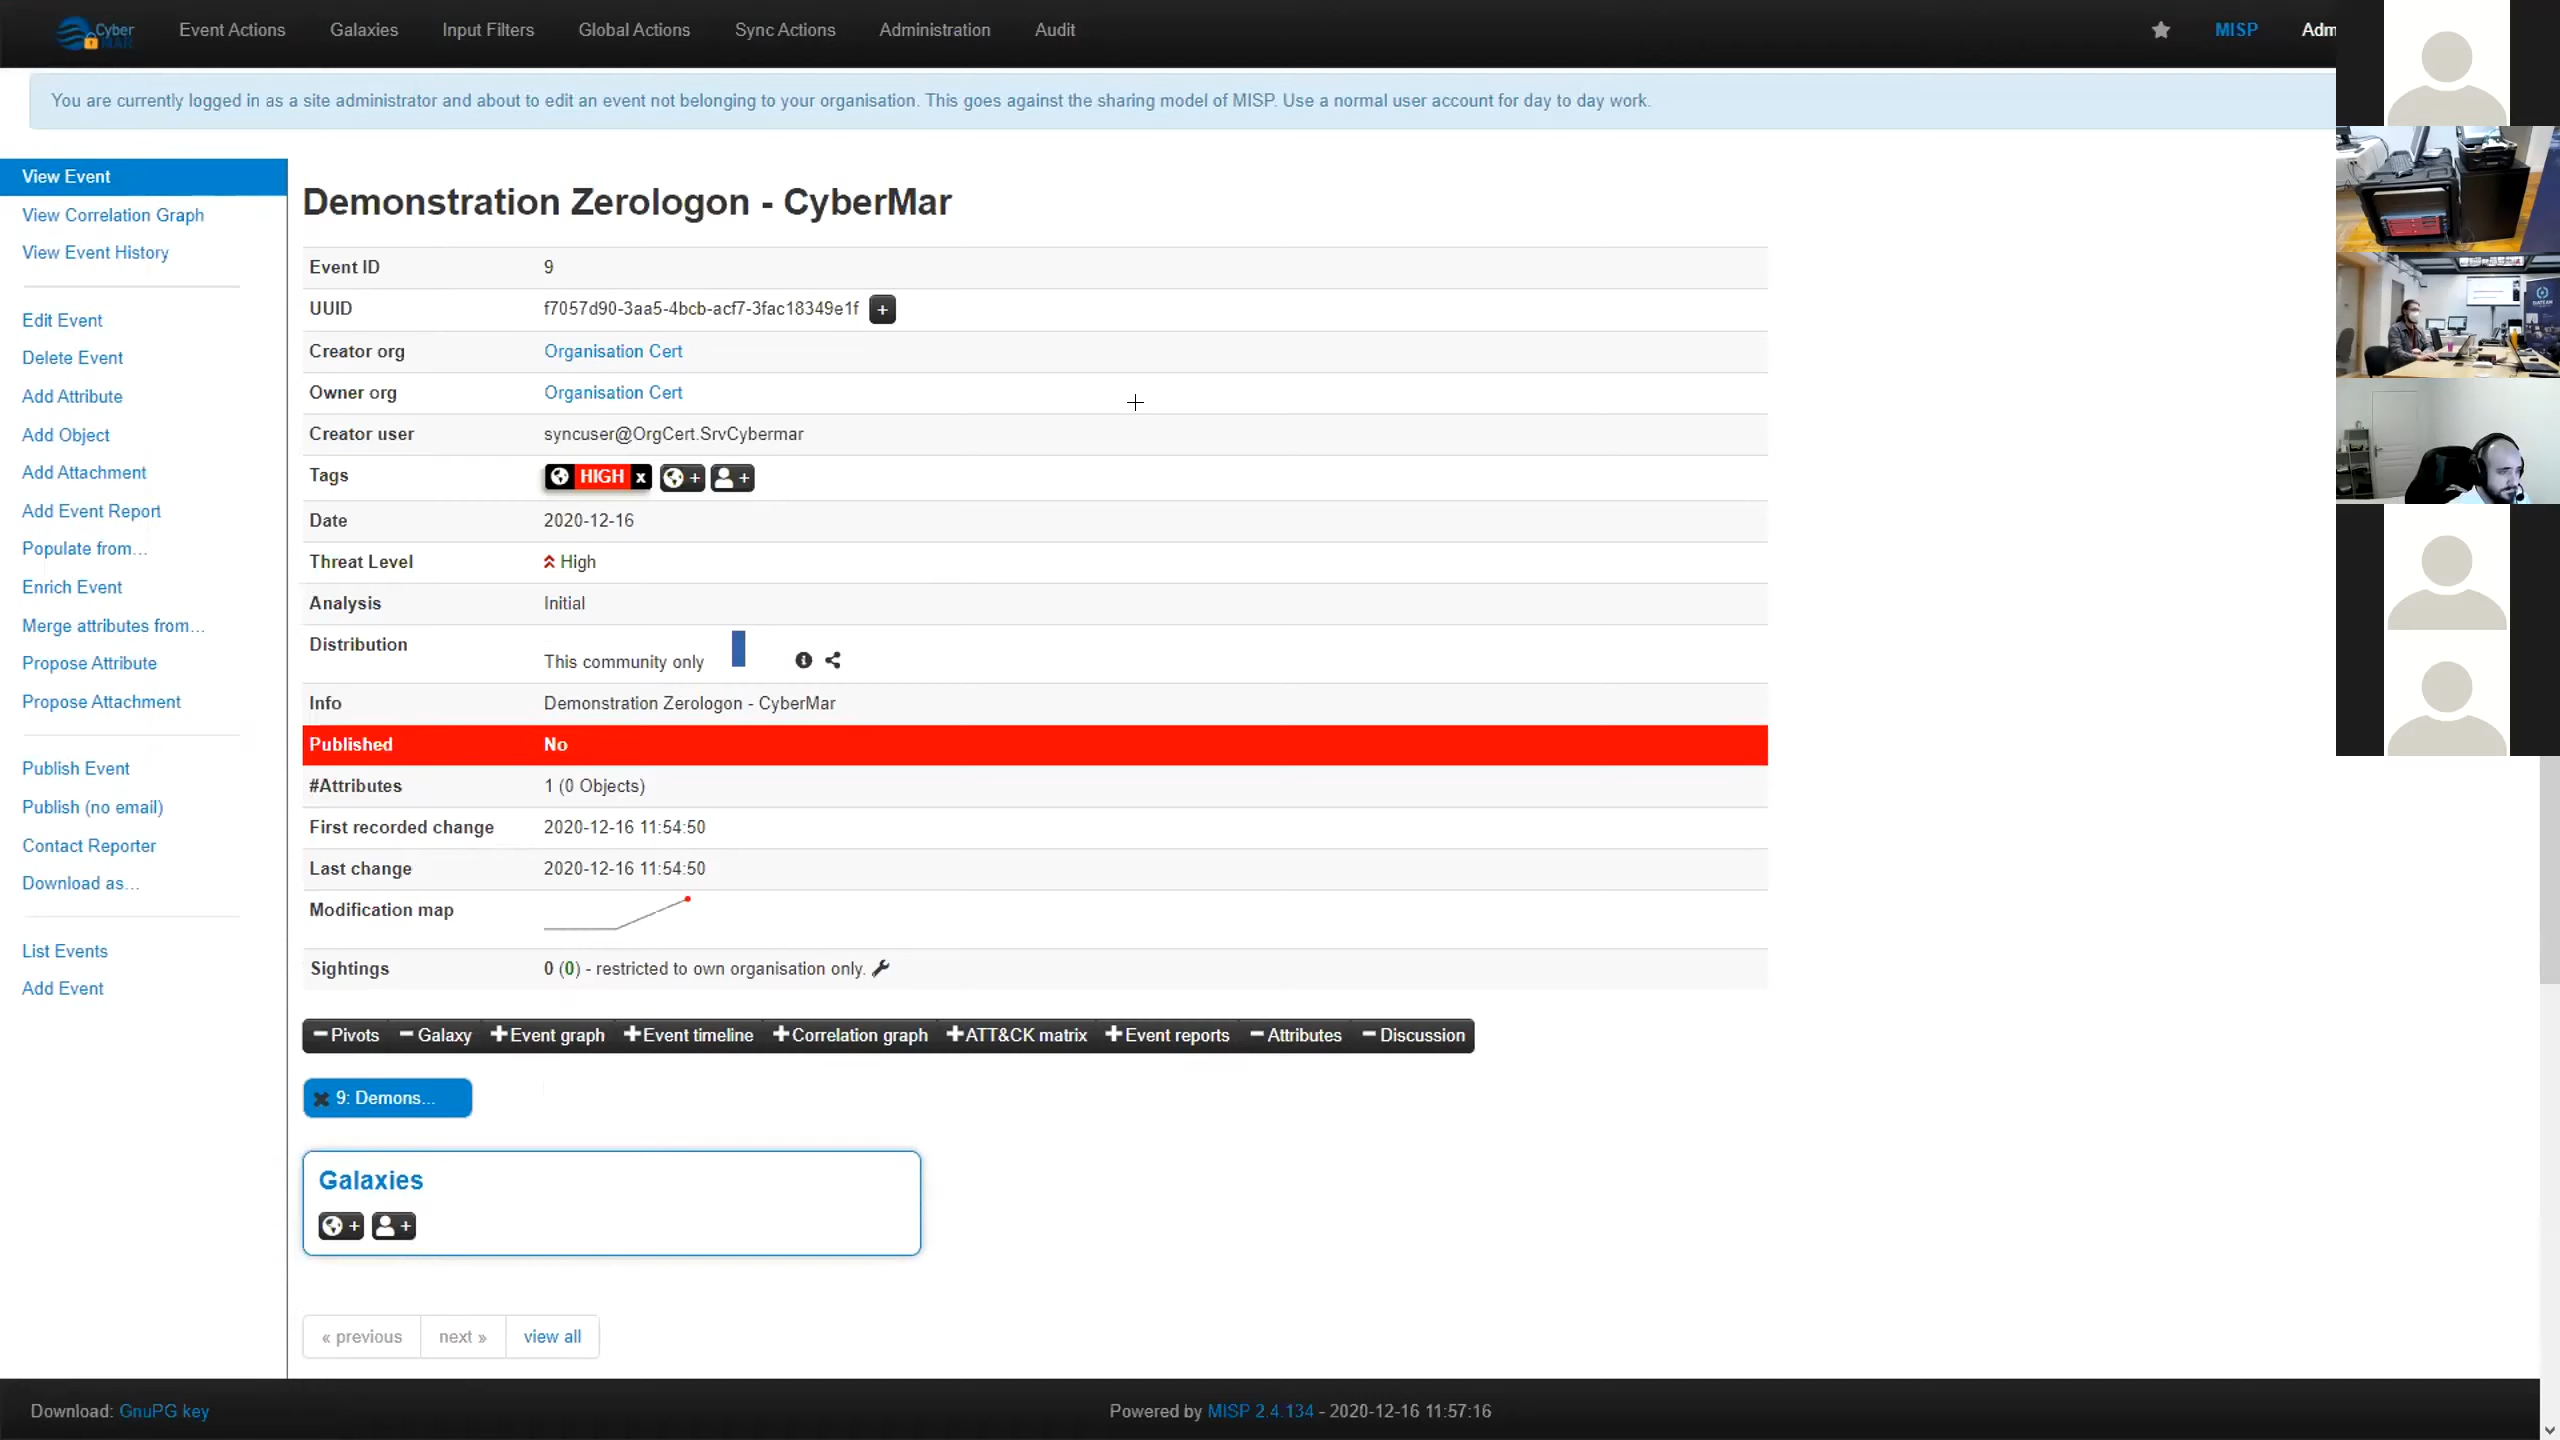 Cyber
MAR
Event Actions
Galaxies
Input Filters
Global Actions
Sync Actions
Administration
Audit
MISP
Adm
You are currently logged in as a site administrator and about to edit an event not belonging to your organisation. This goes against the sharing model of MISP. Use a normal user account for day to day work.
View Event
View Correlation Graph
View Event History
Edit Event
Delete Event
Add Attribute
Add Object
Add Attachment
Add Event Report
Populate from...
Enrich Event
Merge attributes from...
Propose Attribute
Propose Attachment
Publish Event
Publish (no email)
Contact Reporter
Download as...
List Events
Add Event
Demonstration Zerologon - CyberMar
Event ID 9
UUID f7057d90-3aa5-4bcb-acf7-3fac18349e1f +
Creator org Organisation Cert
Owner org Organisation Cert
Creator user syncuser@OrgCert.SrvCybermar
Tags HIGH x + +
Date 2020-12-16
Threat Level High
Analysis Initial
Distribution This community only
Info Demonstration Zerologon - CyberMar
Published No
#Attributes 1 (0 Objects)
First recorded change 2020-12-16 11:54:50
Last change 2020-12-16 11:54:50
Modification map
Sightings 0 (0) - restricted to own organisation only.
Pivots Galaxy Event graph Event timeline Correlation graph ATT&CK matrix Event reports Attributes Discussion
9: Demons...
Galaxies
+ +
« previous next » view all
Download: GnuPG key
Powered by MISP 2.4.134 - 2020-12-16 11:57:16